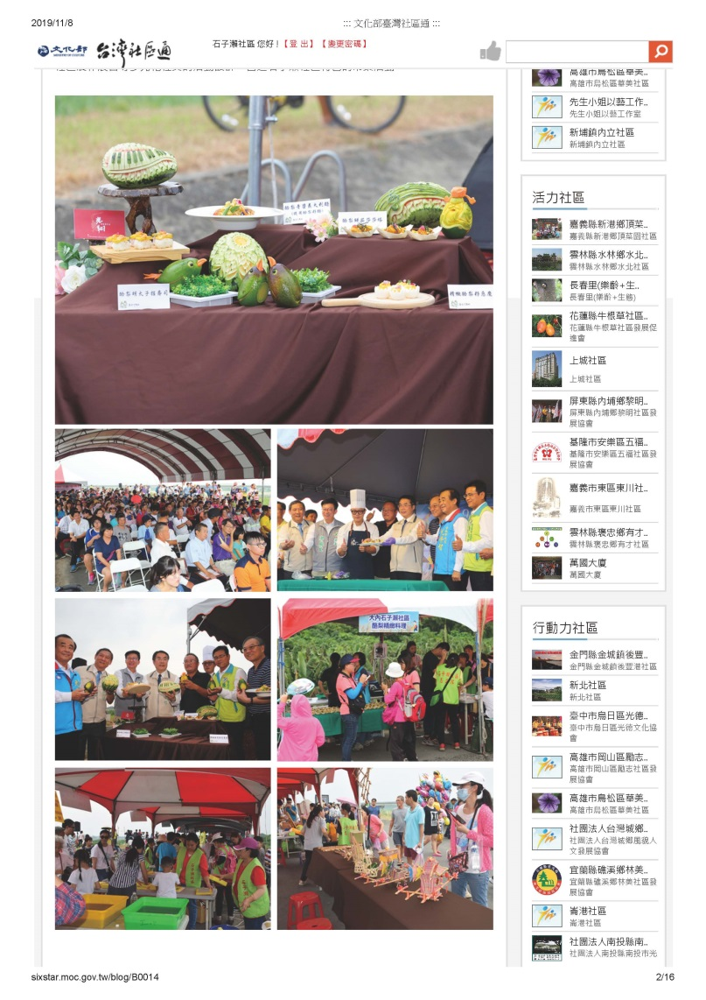 2019/11/8
::: 文化部臺灣社區通 :::
文化部
台灣社區通
石子瀨社區 您好 !【登 出】【變更密碼】
高雄市鳥松區華美..
高雄市鳥松區華美社區
先生小姐以藝工作..
先生小姐以藝工作室
新埔鎮內立社區
新埔鎮內立社區
活力社區
嘉義縣新港鄉頂菜..
嘉義縣新港鄉頂菜園社區
雲林縣水林鄉水北..
雲林縣水林鄉水北社區
長春里(樂齡+生..
長春里(樂齡+生態)
花蓮縣牛根草社區..
花蓮縣牛根草社區發展促
進會
上城社區
上城社區
屏東縣內埔鄉黎明..
屏東縣內埔鄉黎明社區發
展協會
基隆市安樂區五福..
基隆市安樂區五福社區發
展協會
嘉義市東區東川社..
嘉義市東區東川社區
雲林縣褒忠鄉有才..
雲林縣褒忠鄉有才社區
萬國大廈
萬國大廈
大內石子瀨社區
酪梨精緻料理
行動力社區
金門縣金城鎮後豐..
金門縣金城鎮後豐港社區
新北社區
新北社區
臺中市烏日區光德..
臺中市烏日區光德文化協
會
高雄市岡山區勵志..
高雄市岡山區勵志社區發
展協會
高雄市鳥松區華美..
高雄市鳥松區華美社區
社團法人台灣城鄉..
社團法人台灣城鄉風貌人
文發展協會
宜蘭縣礁溪鄉林美..
宜蘭縣礁溪鄉林美社區發
展協會
崙港社區
崙港社區
社團法人南投縣南..
社團法人南投縣南投市光
sixstar.moc.gov.tw/blog/B0014
2/16